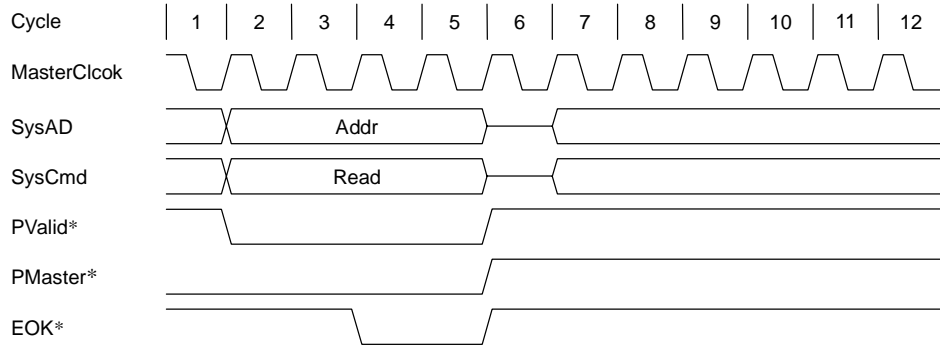 Cycle 1 2 3 4 5 6 7 8 9 10 11 12
MasterClcok
SysAD Addr
SysCmd Read
PValid*
PMaster*
EOK*